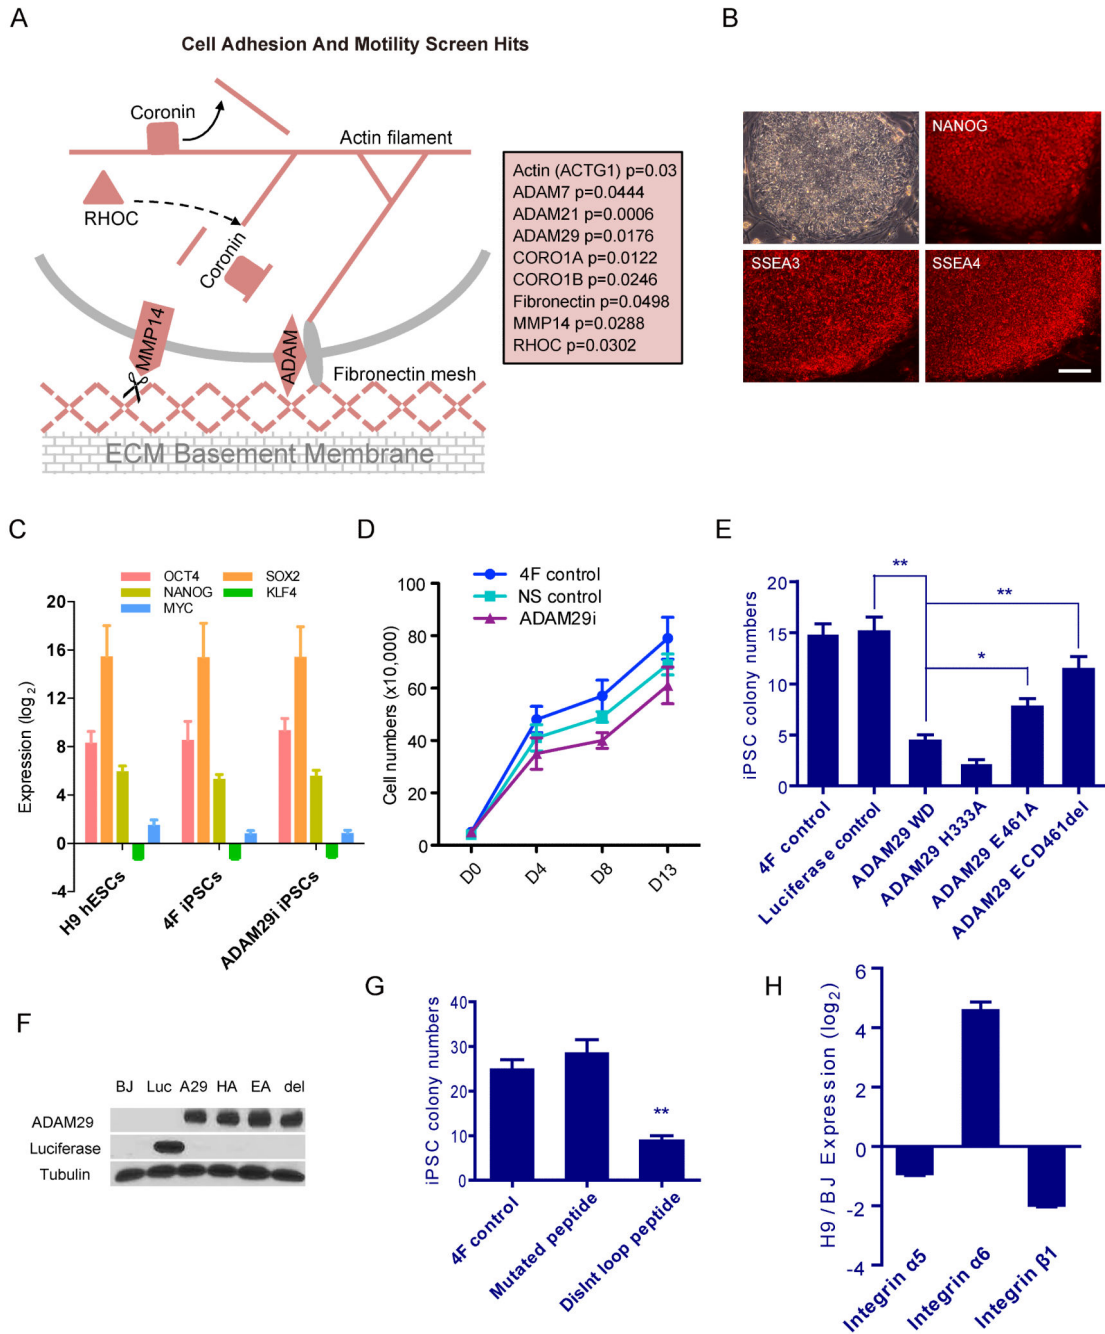 A
Cell Adhesion And Motility Screen Hits
Coronin
Actin filament
RHOC
Coronin
MMP14
ADAM
Fibronectin mesh
ECM Basement Membrane
Actin (ACTG1) p=0.03
ADAM7 p=0.0444
ADAM21 p=0.0006
ADAM29 p=0.0176
CORO1A p=0.0122
CORO1B p=0.0246
Fibronectin p=0.0498
MMP14 p=0.0288
RHOC p=0.0302
B
NANOG
SSEA3
SSEA4
C
OCT4
SOX2
NANOG
KLF4
MYC
Expression (log2)
20
16
12
8
4
0
-4
H9 hESCs
4F iPSCs
ADAM29i iPSCs
D
4F control
NS control
ADAM29i
Cell numbers (x10,000)
100
80
60
40
20
0
D0
D4
D8
D13
E
iPSC colony numbers
20
15
10
5
0
**
**
*
4F control
Luciferase control
ADAM29 WD
ADAM29 H333A
ADAM29 E461A
ADAM29 ECD461del
F
BJ Luc A29 HA EA del
ADAM29
Luciferase
Tubulin
G
iPSC colony numbers
40
30
20
10
0
**
4F control
Mutated peptide
DisInt loop peptide
H
H9 / BJ Expression (log2)
6
4
2
0
-2
-4
Integrin α5
Integrin α6
Integrin β1